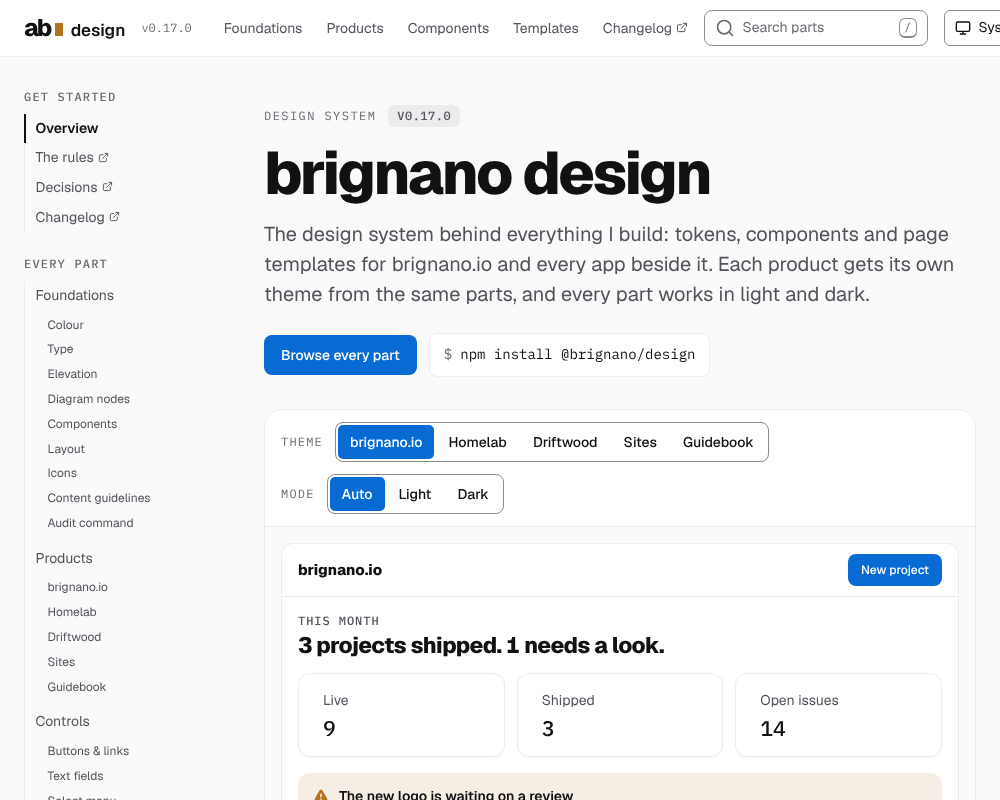 ab design v0.17.0 Foundations Products Components Templates Changelog Search parts / Sys
GET STARTED
Overview
The rules
Decisions
Changelog
EVERY PART
Foundations
Colour
Type
Elevation
Diagram nodes
Components
Layout
Icons
Content guidelines
Audit command
Products
brignano.io
Homelab
Driftwood
Sites
Guidebook
Controls
Buttons & links
Text fields
Select menu
DESIGN SYSTEM V0.17.0
brignano design
The design system behind everything I build: tokens, components and page
templates for brignano.io and every app beside it. Each product gets its own
theme from the same parts, and every part works in light and dark.
Browse every part $ npm install @brignano/design
THEME brignano.io Homelab Driftwood Sites Guidebook
MODE Auto Light Dark
brignano.io New project
THIS MONTH
3 projects shipped. 1 needs a look.
Live Shipped Open issues
9 3 14
The new logo is waiting on a review